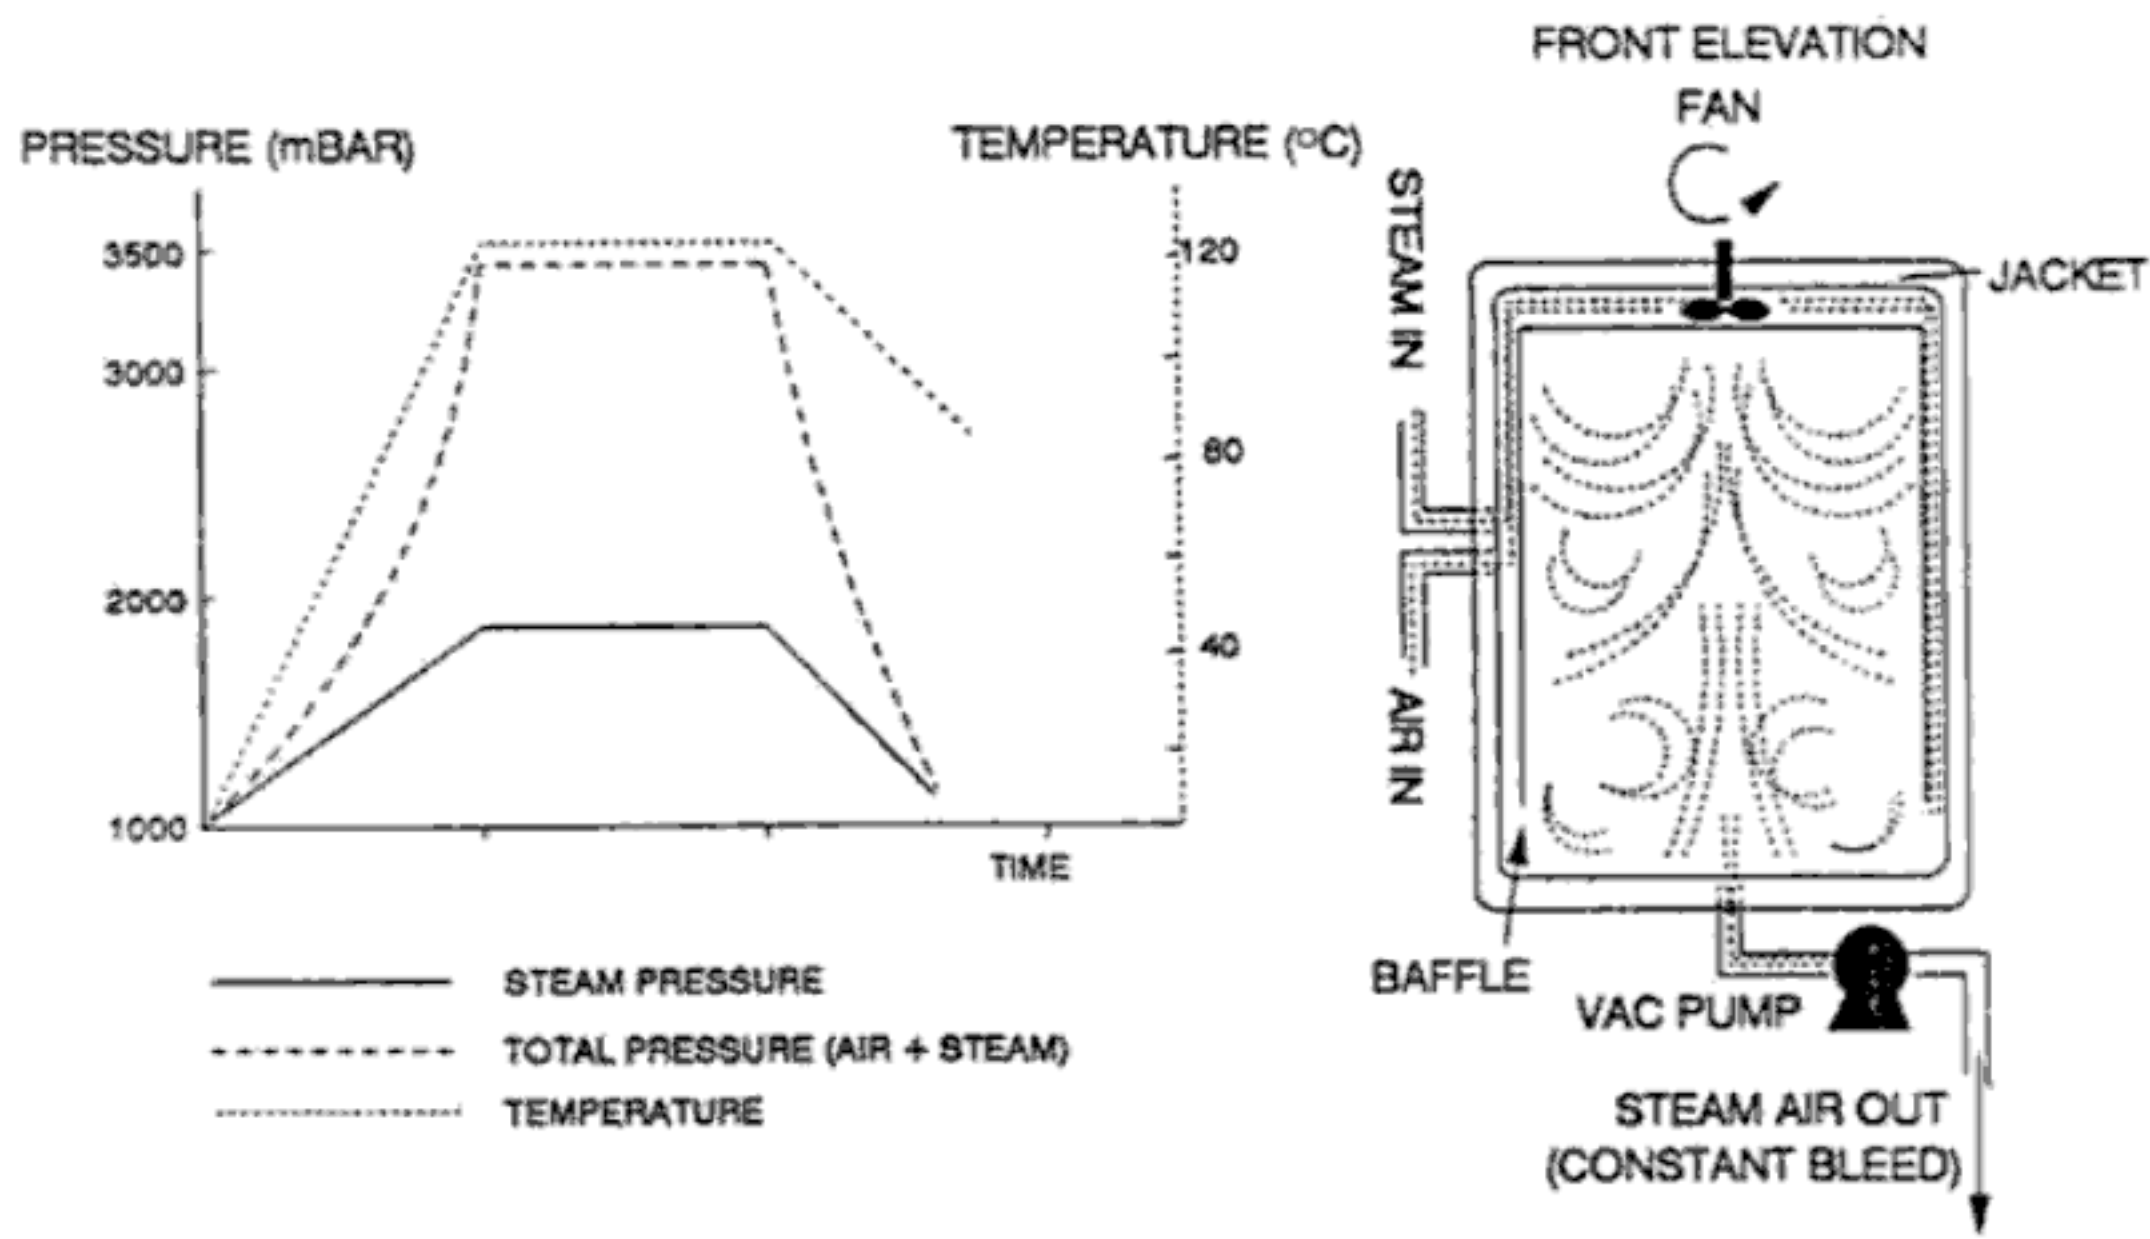 PRESSURE (mBAR)
3500
3000
2000
1000
TEMPERATURE (°C)
120
80
40
TIME
STEAM PRESSURE
TOTAL PRESSURE (AIR + STEAM)
TEMPERATURE
FRONT ELEVATION
FAN
STEAM IN
JACKET
AIR IN
BAFFLE
VAC PUMP
STEAM AIR OUT
(CONSTANT BLEED)